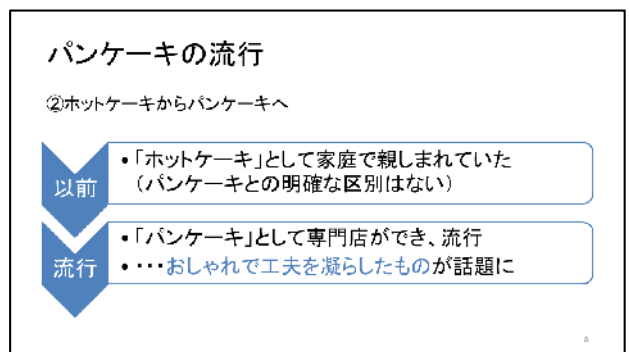 パンケーキの流行
②ホットケーキからパンケーキへ
以前
•「ホットケーキ」として家庭で親しまれていた
（パンケーキとの明確な区別はない）
流行
•「パンケーキ」として専門店ができ、流行
•･･･おしゃれで工夫を凝らしたものが話題に